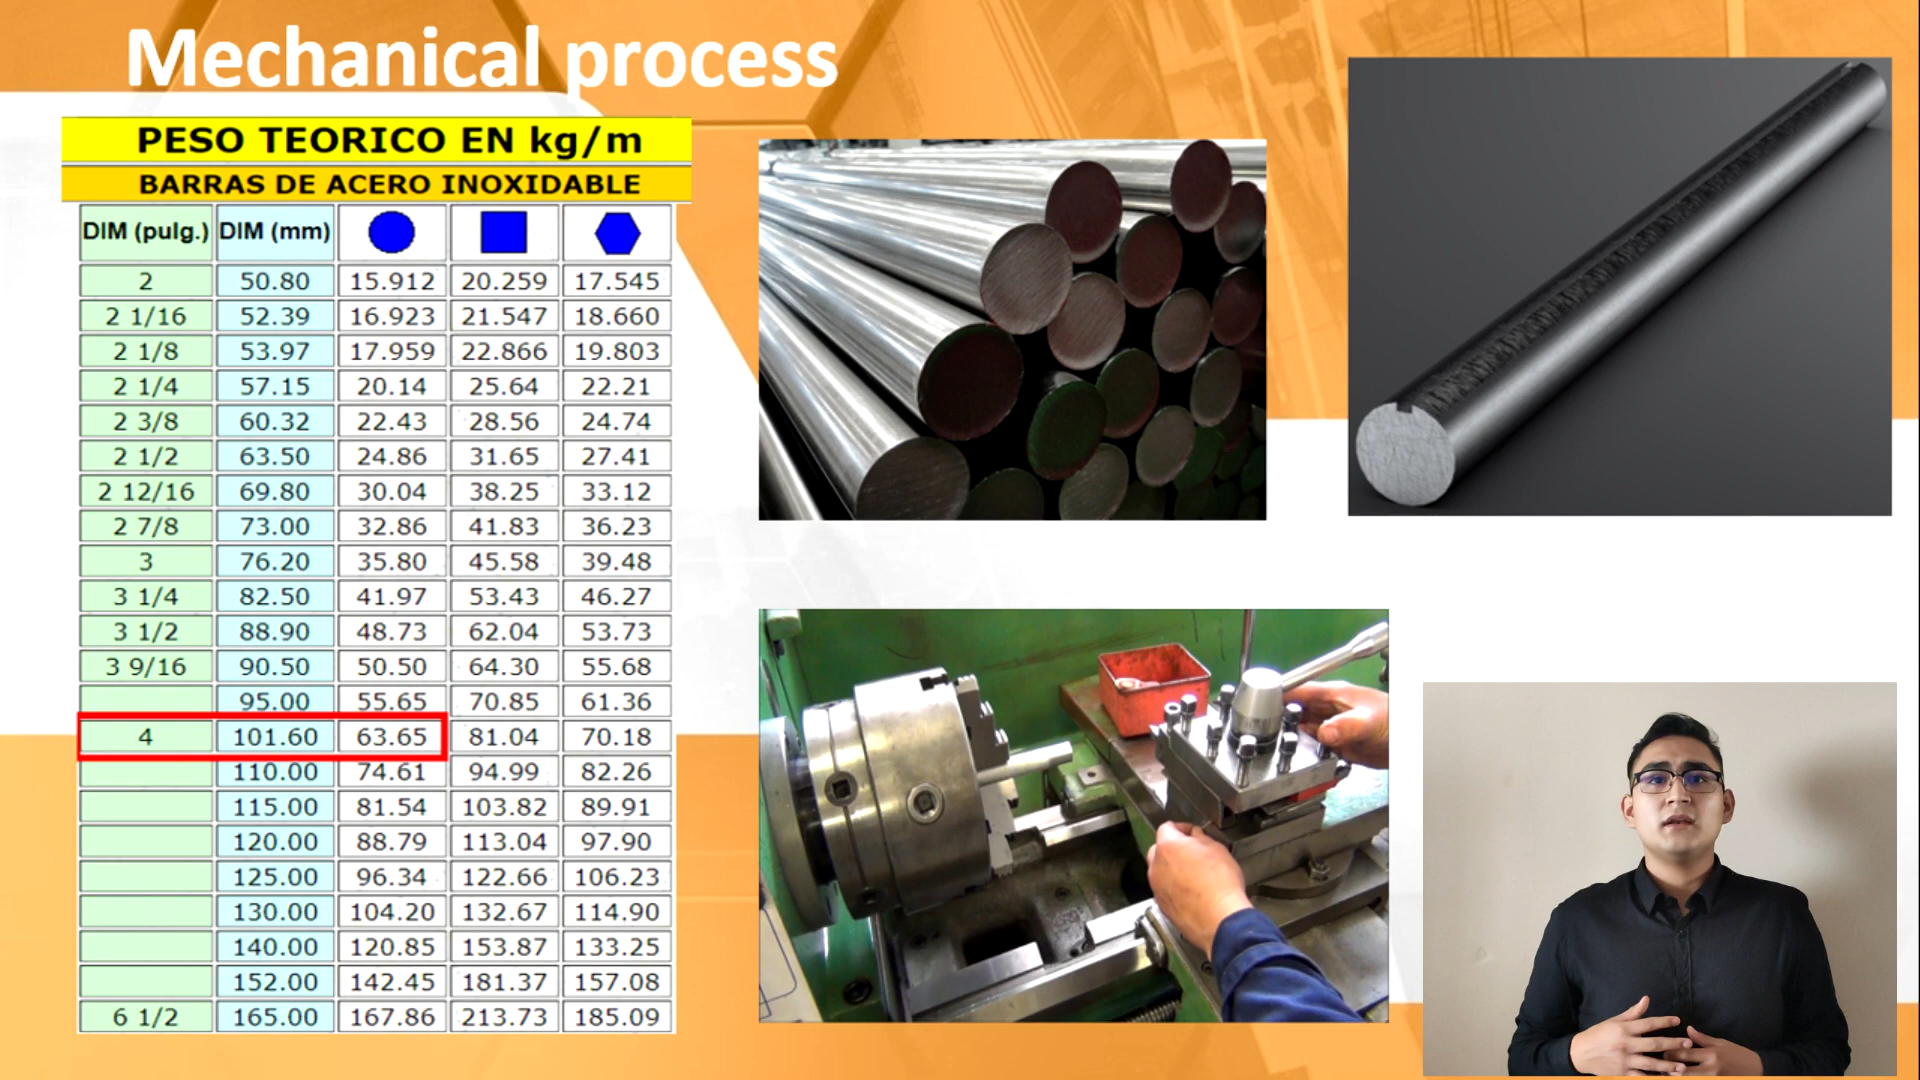 Mechanical process
PESO TEORICO EN kg/m
BARRAS DE ACERO INOXIDABLE
DIM (pulg.) DIM (mm)
2 50.80 15.912 20.259 17.545
2 1/16 52.39 16.923 21.547 18.660
2 1/8 53.97 17.959 22.866 19.803
2 1/4 57.15 20.14 25.64 22.21
2 3/8 60.32 22.43 28.56 24.74
2 1/2 63.50 24.86 31.65 27.41
2 12/16 69.80 30.04 38.25 33.12
2 7/8 73.00 32.86 41.83 36.23
3 76.20 35.80 45.58 39.48
3 1/4 82.50 41.97 53.43 46.27
3 1/2 88.90 48.73 62.04 53.73
3 9/16 90.50 50.50 64.30 55.68
95.00 55.65 70.85 61.36
4 101.60 63.65 81.04 70.18
110.00 74.61 94.99 82.26
115.00 81.54 103.82 89.91
120.00 88.79 113.04 97.90
125.00 96.34 122.66 106.23
130.00 104.20 132.67 114.90
140.00 120.85 153.87 133.25
152.00 142.45 181.37 157.08
6 1/2 165.00 167.86 213.73 185.09